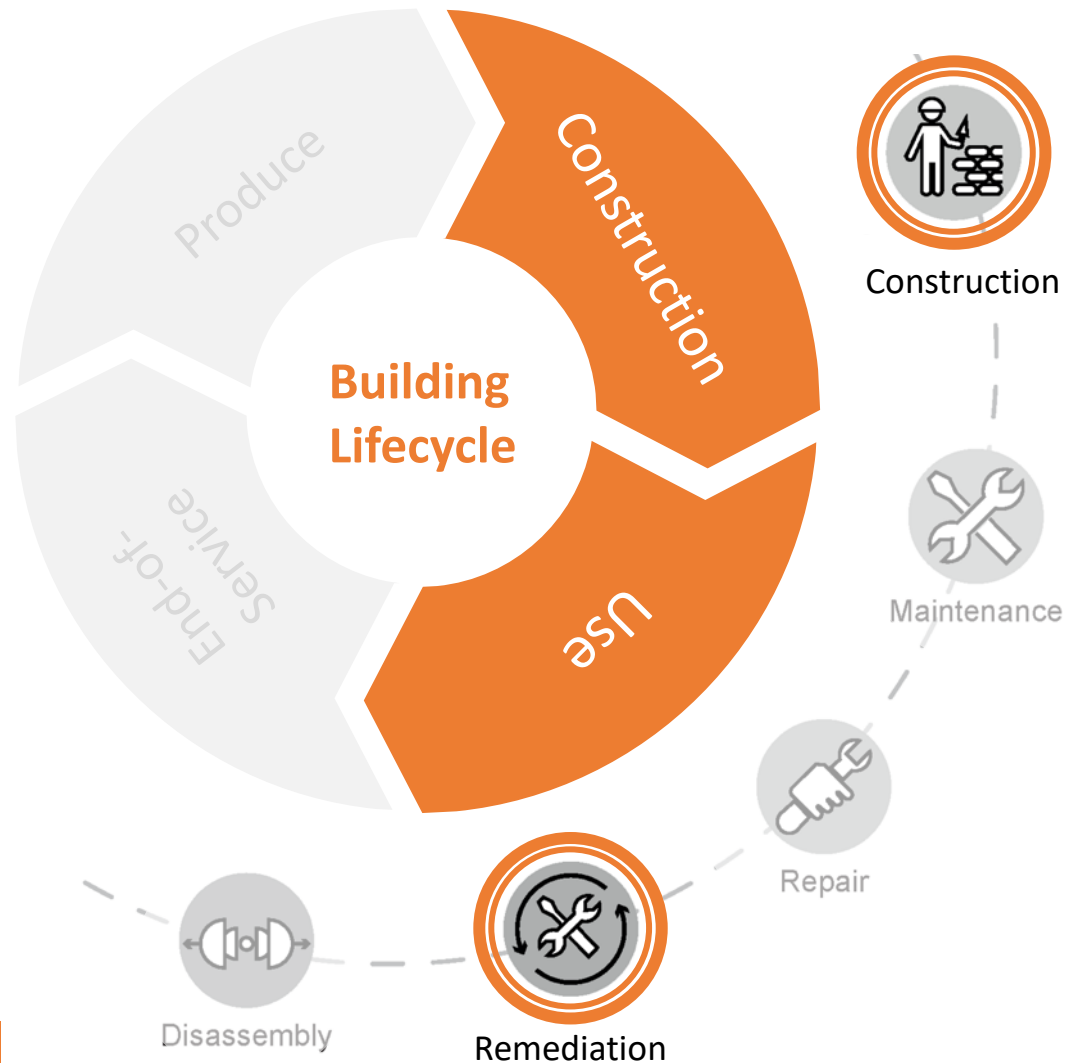 Produce
Construction
Construction
Building
Lifecycle
End-of-
Service
Use
Maintenance
Repair
Disassembly
Remediation